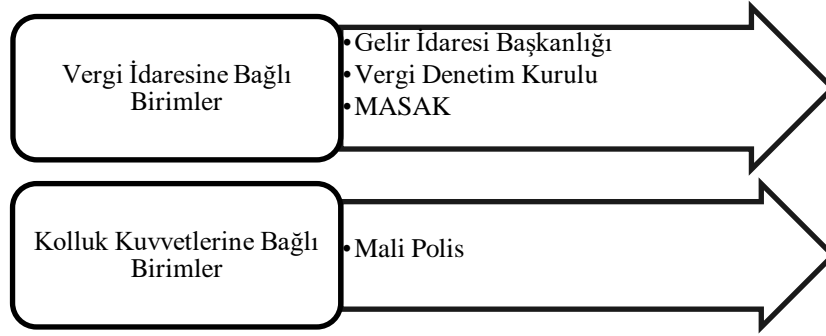 Vergi İdaresine Bağlı
Birimler
•Gelir İdaresi Başkanlığı
•Vergi Denetim Kurulu
•MASAK
Kolluk Kuvvetlerine Bağlı
Birimler
•Mali Polis